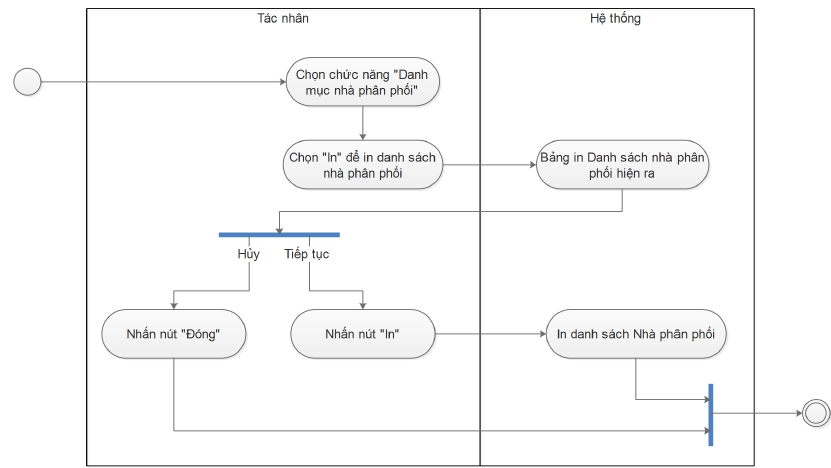 Tác nhân
Hệ thống
Chọn chức năng "Danh
mục nhà phân phối"
Chọn "In" để in danh sách
nhà phân phối
Bảng in Danh sách nhà phân
phối hiện ra
Hủy
Tiếp tục
Nhấn nút "Đóng"
Nhấn nút "In"
In danh sách Nhà phân phối